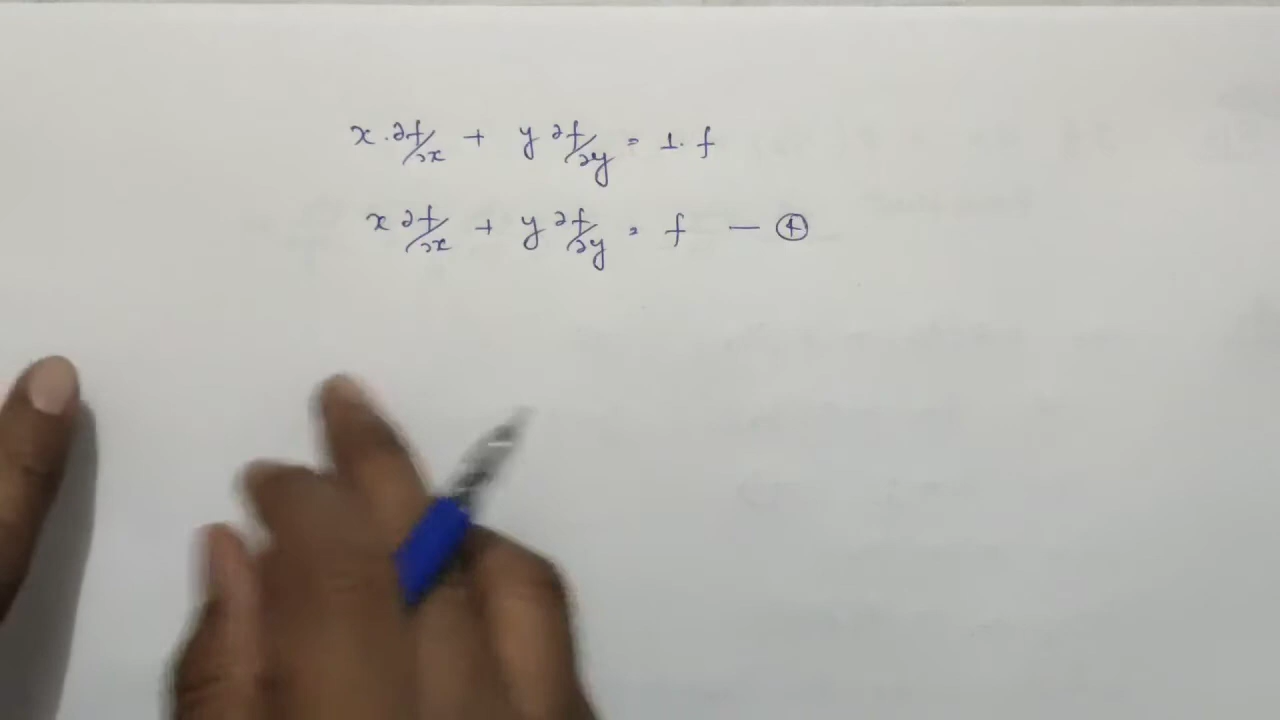 x . ∂f/∂x + y ∂f/∂y = 1 . f
x ∂f/∂x + y ∂f/∂y = f — ④